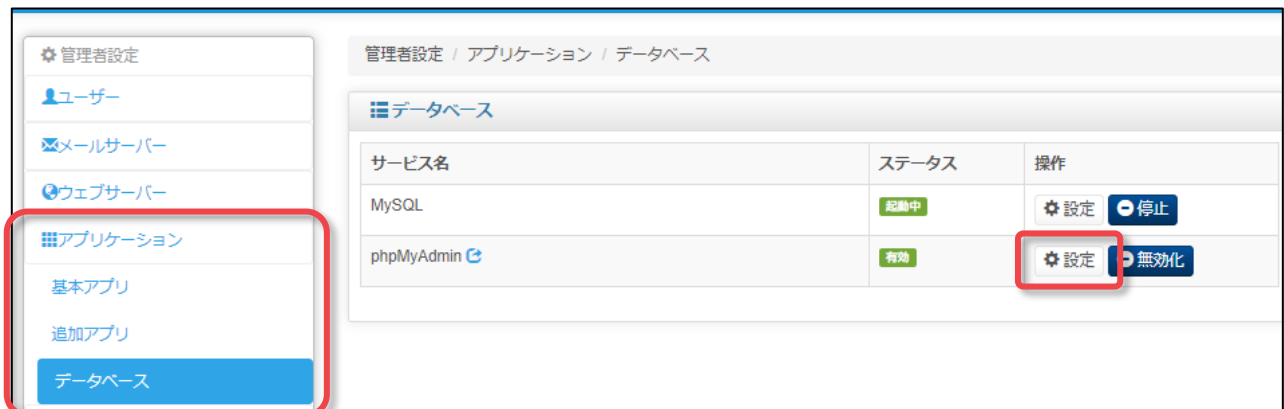 管理者設定
ユーザー
メールサーバー
ウェブサーバー
アプリケーション
基本アプリ
追加アプリ
データベース
管理者設定 / アプリケーション / データベース
データベース
サービス名 ステータス 操作
MySQL 起動中 設定 停止
phpMyAdmin 有効 設定 無効化